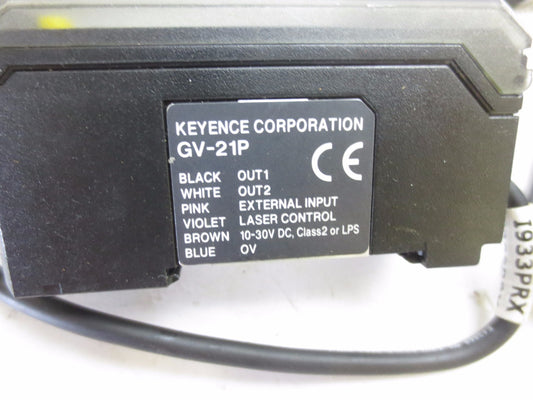 KEYENCE CORPORATION
GV-21P
CE
BLACK OUT1
WHITE OUT2
PINK EXTERNAL INPUT
VIOLET LASER CONTROL
BROWN 10-30V DC, Class2 or LPS
BLUE 0V
1933PRX